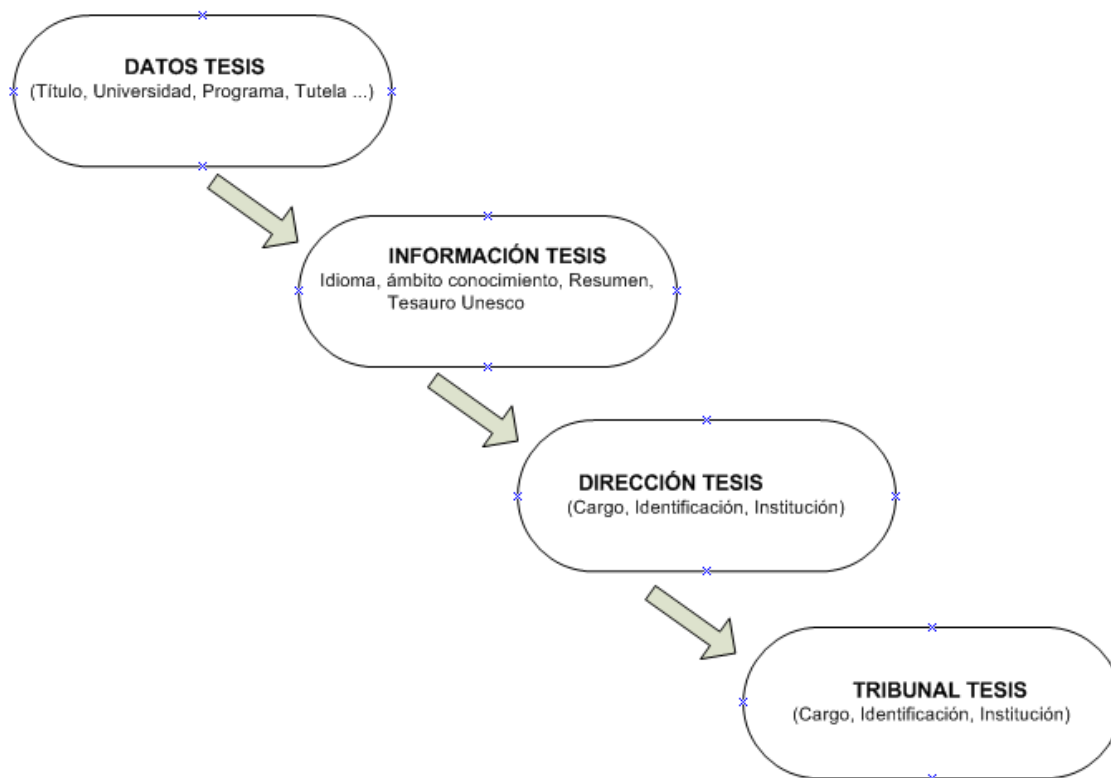 DATOS TESIS
(Título, Universidad, Programa, Tutela ...)
INFORMACIÓN TESIS
Idioma, ámbito conocimiento, Resumen,
Tesauro Unesco
DIRECCIÓN TESIS
(Cargo, Identificación, Institución)
TRIBUNAL TESIS
(Cargo, Identificación, Institución)